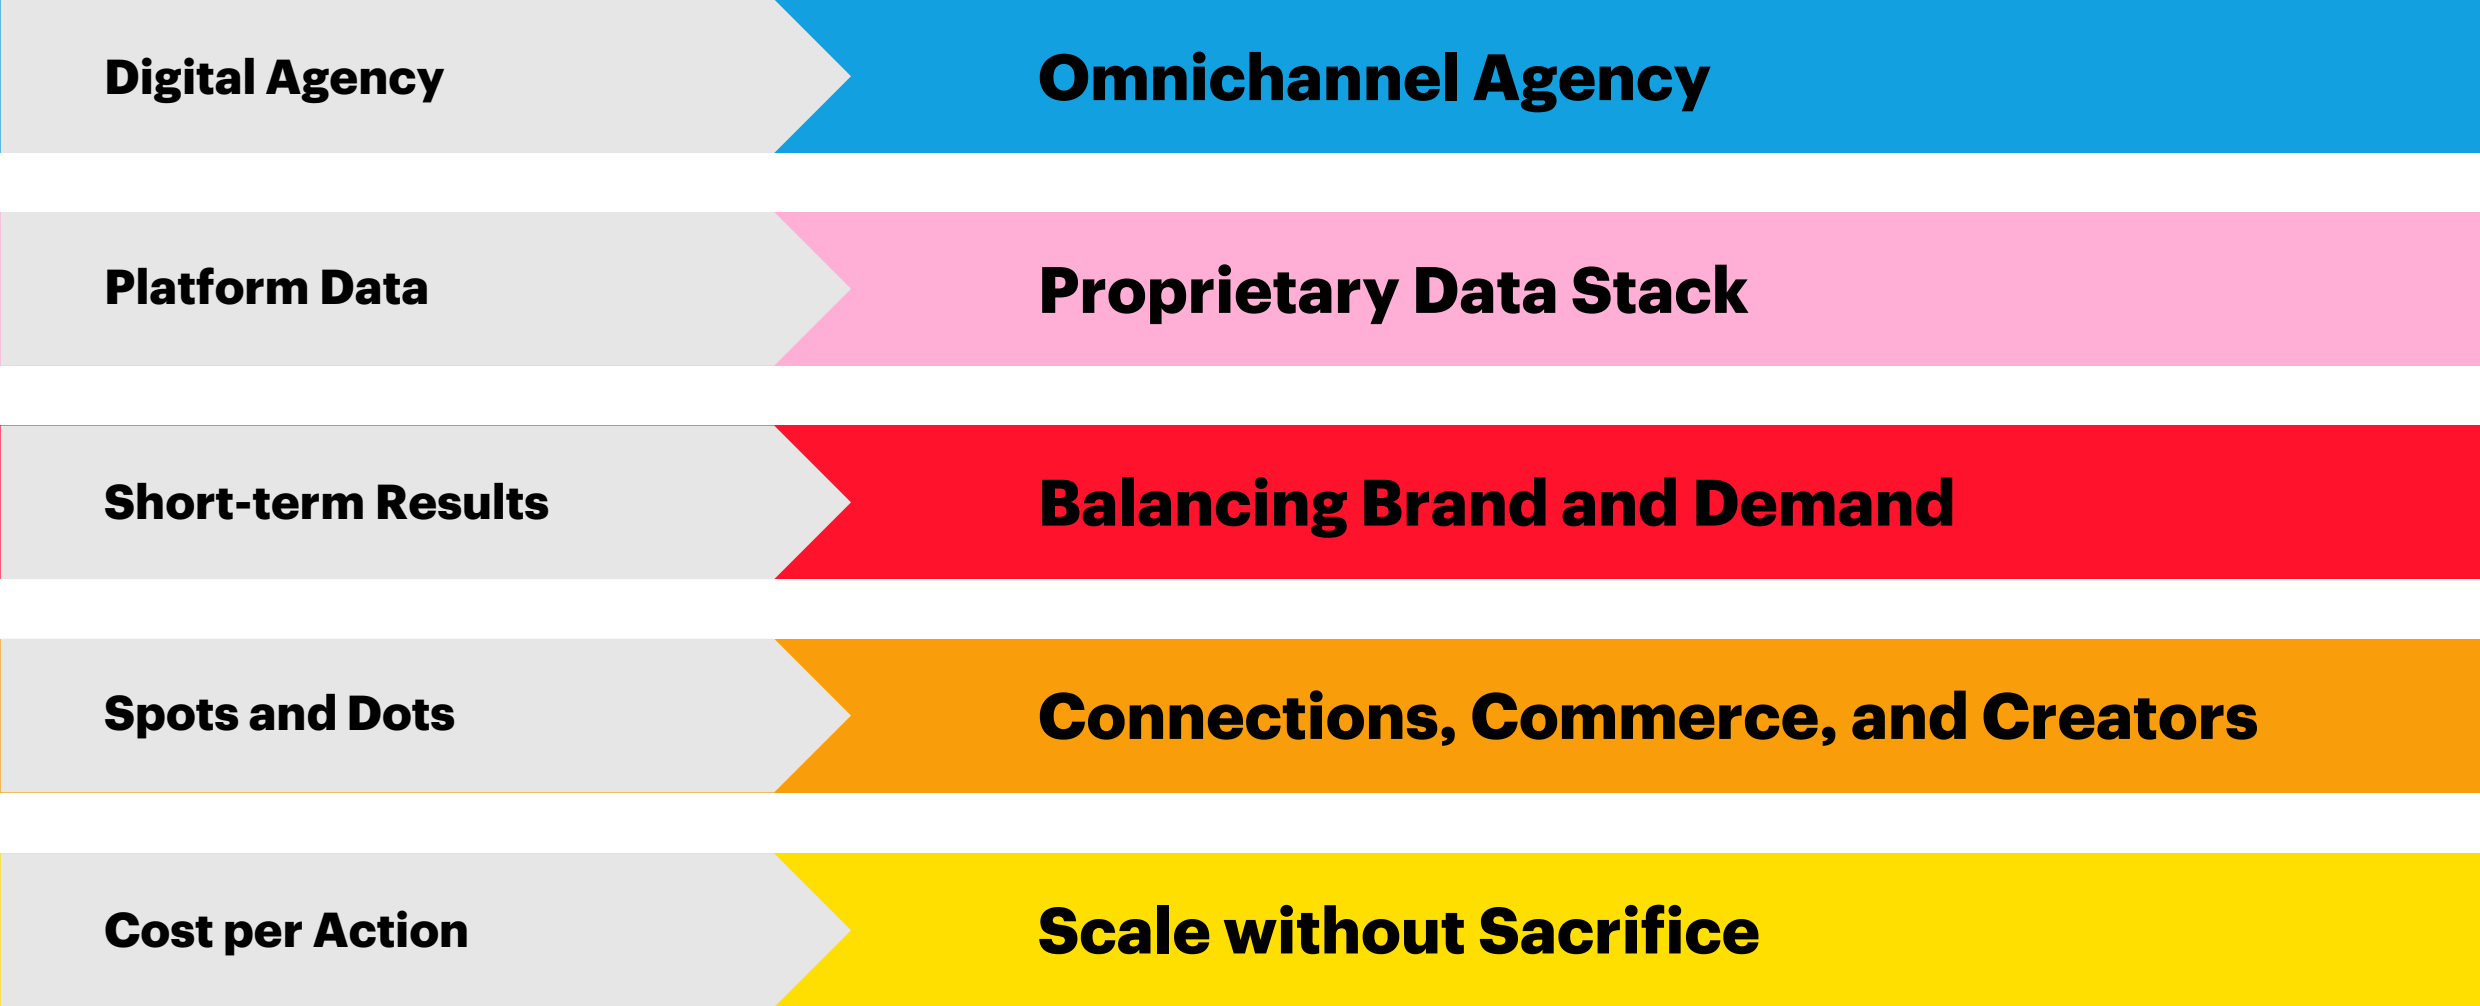 Digital Agency
Omnichannel Agency
Platform Data
Proprietary Data Stack
Short-term Results
Balancing Brand and Demand
Spots and Dots
Connections, Commerce, and Creators
Cost per Action
Scale without Sacrifice